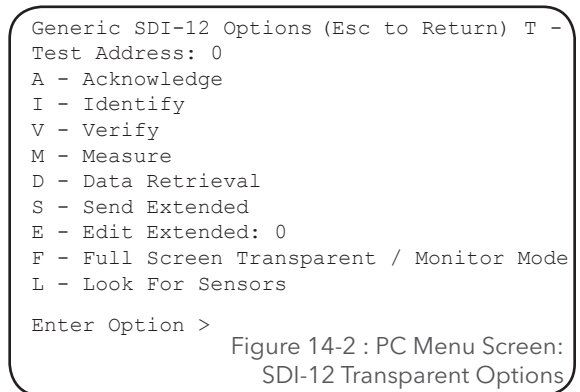 Generic SDI-12 Options (Esc to Return) T -
Test Address: 0
A - Acknowledge
I - Identify
V - Verify
M - Measure
D - Data Retrieval
S - Send Extended
E - Edit Extended: 0
F - Full Screen Transparent / Monitor Mode
L - Look For Sensors
Enter Option >
Figure 14-2 : PC Menu Screen:
SDI-12 Transparent Options